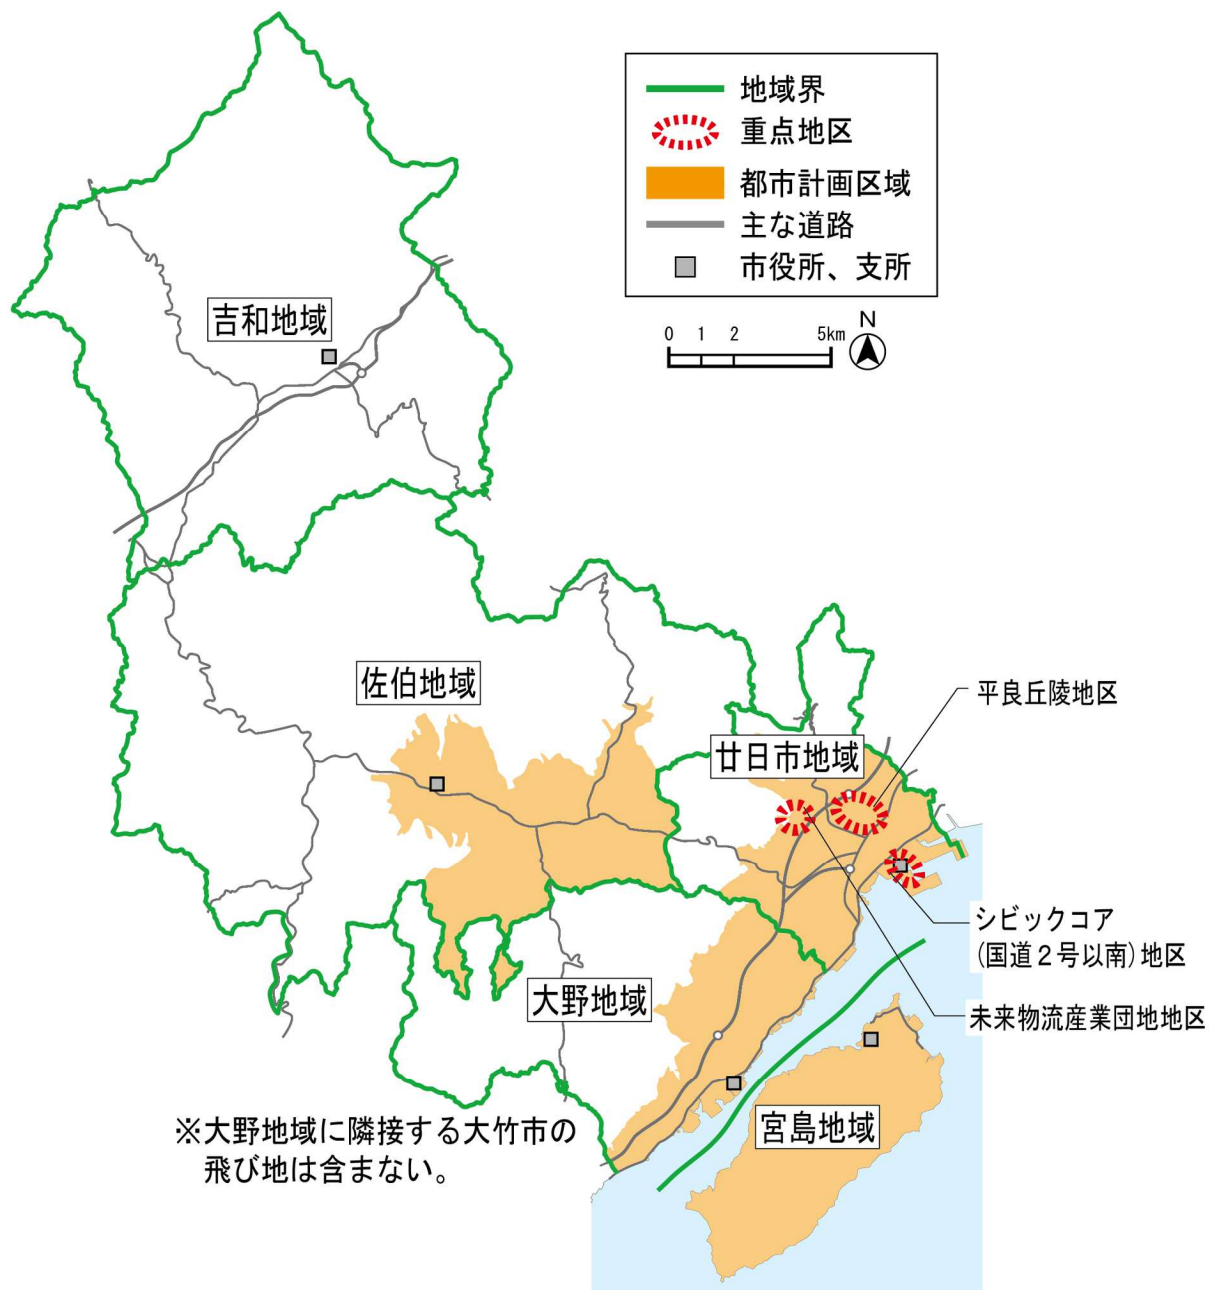 地域界
重点地区
都市計画区域
主な道路
市役所、支所
0 1 2 5km
N
吉和地域
佐伯地域
平良丘陵地区
廿日市地域
シビックコア
(国道２号以南)地区
大野地域
未来物流産業団地地区
宮島地域
※大野地域に隣接する大竹市の
飛び地は含まない。